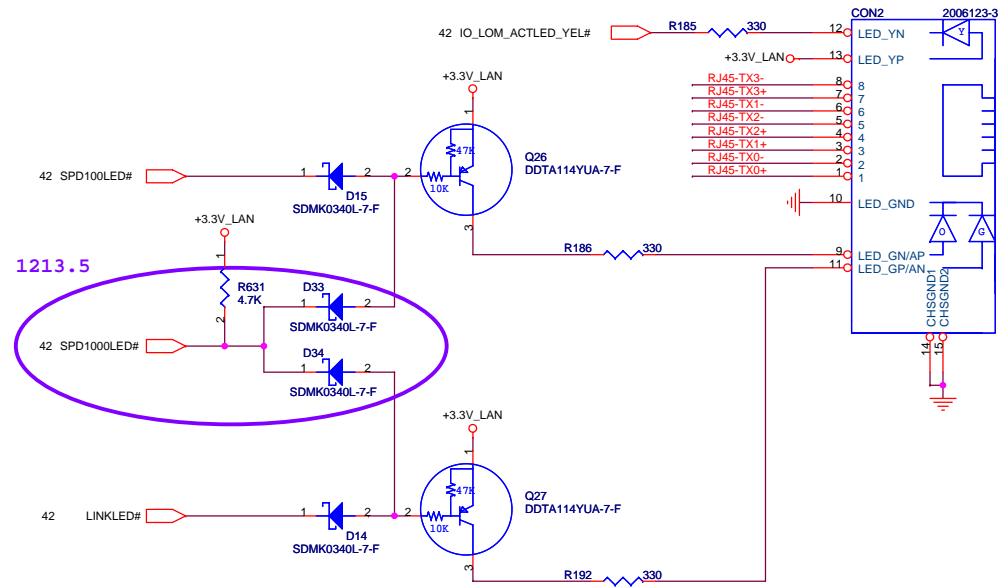 CON2 2006123-3
42 IO_LOM_ACTLED_YEL# R185 330 12 LED_YN Y
+3.3V_LAN 13 LED_YP
RJ45-TX3- 8 8
RJ45-TX3+ 7 7
RJ45-TX1- 6 6
RJ45-TX2- 5 5
RJ45-TX2+ 4 4
RJ45-TX1+ 3 3
RJ45-TX0- 2 2
RJ45-TX0+ 1 1
10 LED_GND
O G
9 LED_GN/AP
11 LED_GP/AN
CHSGND1
CHSGND2
14
15
+3.3V_LAN
1
47K
10K
2
3
Q26
DDTA114YUA-7-F
42 SPD100LED# 1 2
D15
SDMK0340L-7-F
R186 330
+3.3V_LAN
1213.5
1
R631
4.7K
2
D33
1 2
SDMK0340L-7-F
42 SPD1000LED#
D34
1 2
SDMK0340L-7-F
+3.3V_LAN
1
47K
10K
2
3
Q27
DDTA114YUA-7-F
42 LINKLED# 1 2
D14
SDMK0340L-7-F
R192 330